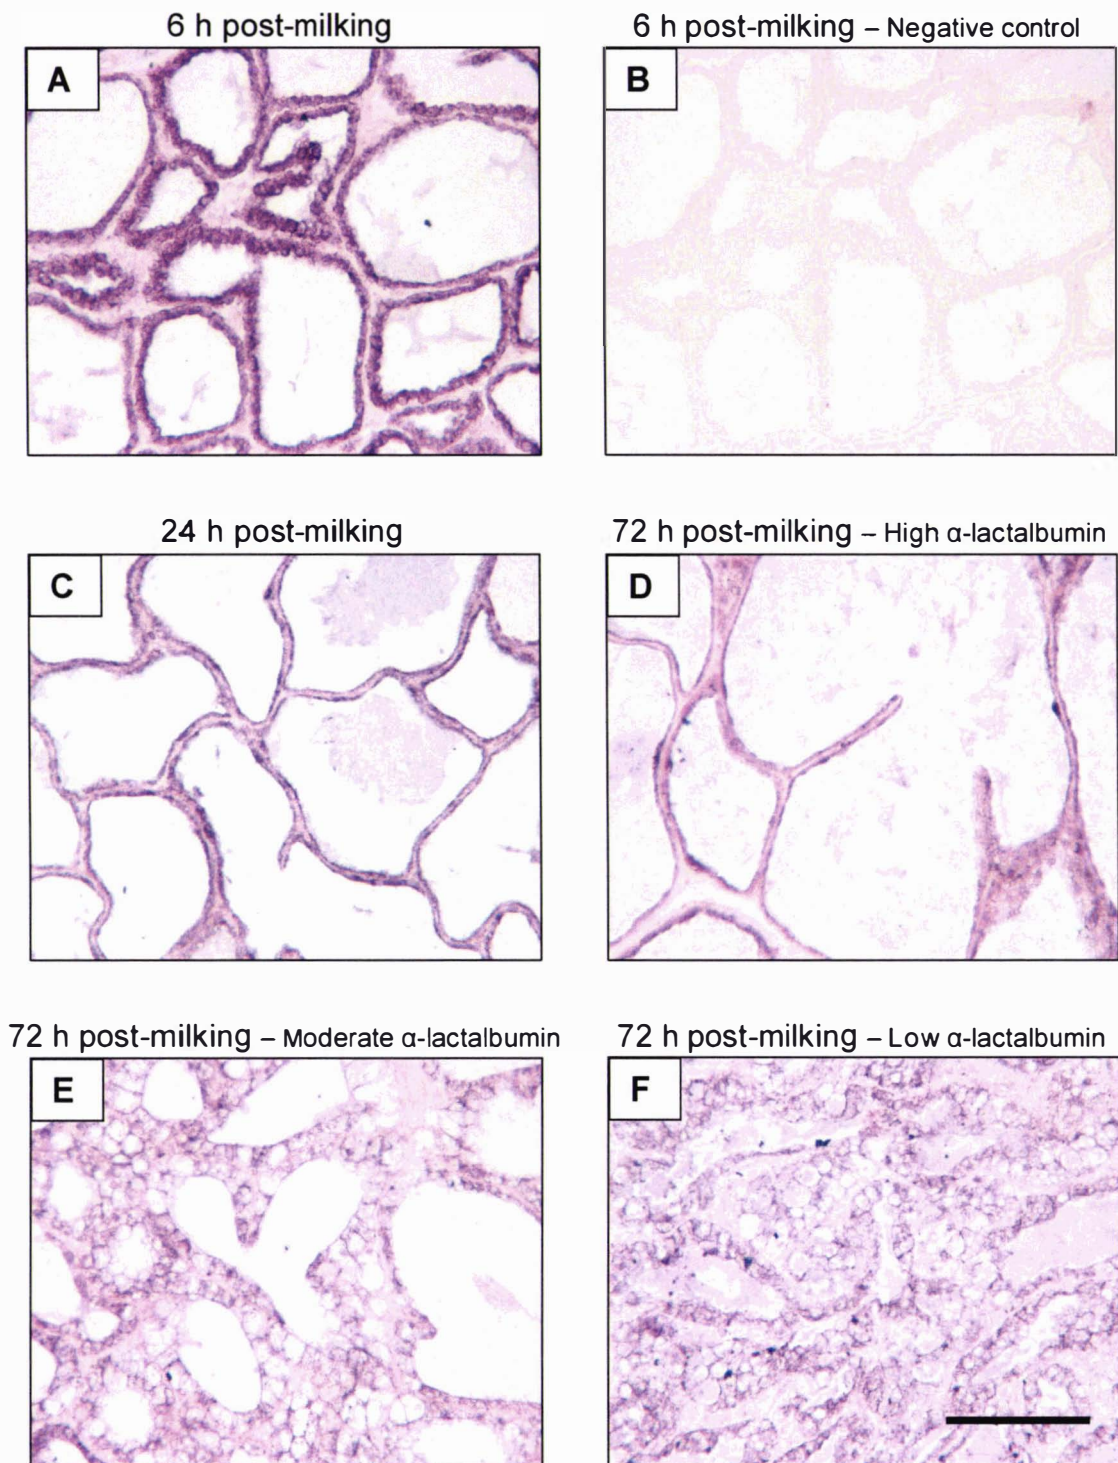 6 h post-milking
6 h post-milking – Negative control
A
B
24 h post-milking
72 h post-milking – High α-lactalbumin
C
D
72 h post-milking – Moderate α-lactalbumin
72 h post-milking – Low α-lactalbumin
E
F